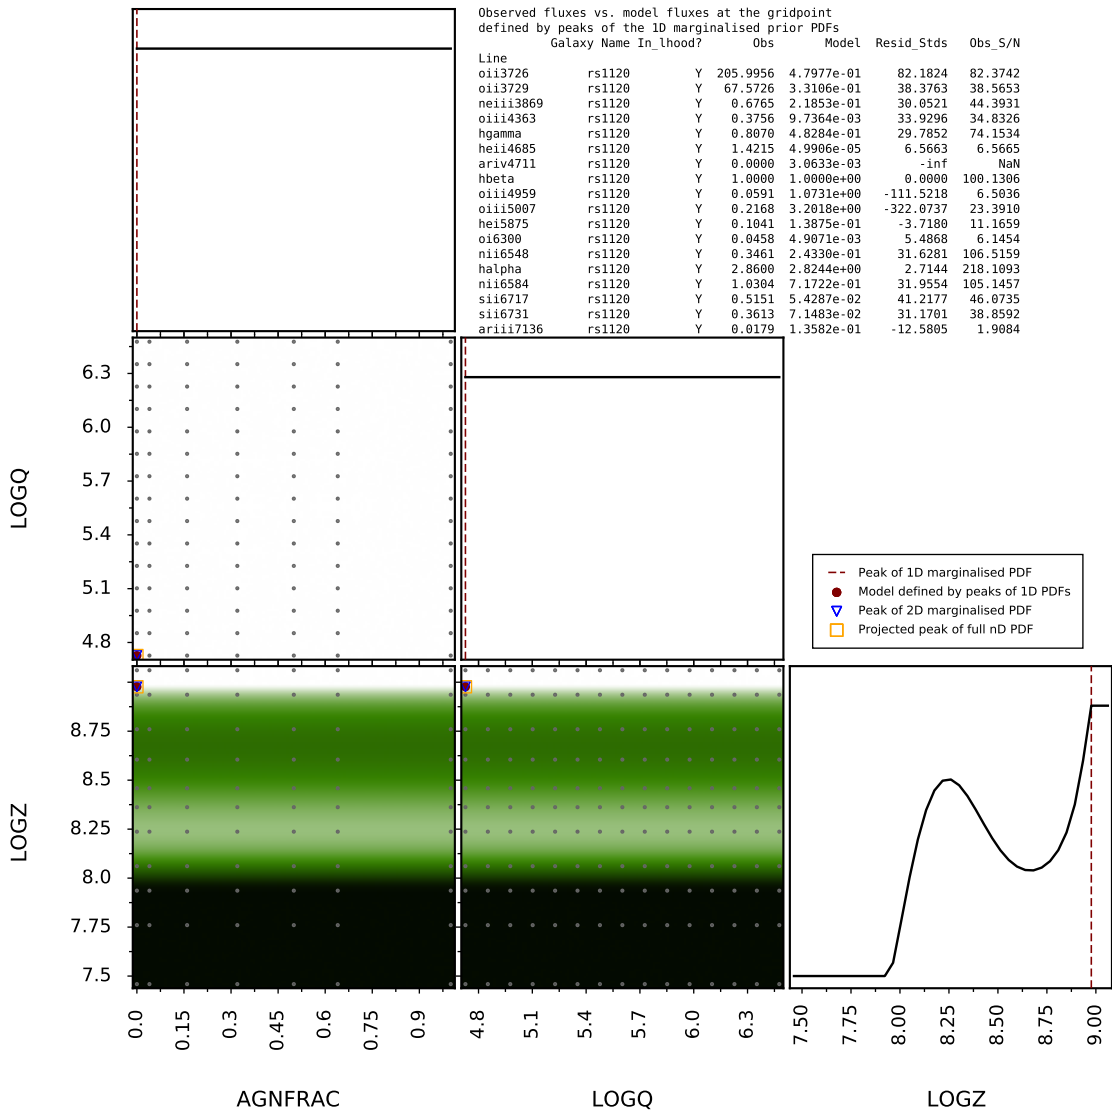 Observed fluxes vs. model fluxes at the gridpoint
defined by peaks of the 1D marginalised prior PDFs
Galaxy Name In_lhood? Obs Model Resid_Stds Obs_S/N
Line
oii3726 rs1120 Y 205.9956 4.7977e-01 82.1824 82.3742
oii3729 rs1120 Y 67.5726 3.3106e-01 38.3763 38.5653
neiii3869 rs1120 Y 0.6765 2.1853e-01 30.0521 44.3931
oiii4363 rs1120 Y 0.3756 9.7364e-03 33.9296 34.8326
hgamma rs1120 Y 0.8070 4.8284e-01 29.7852 74.1534
heii4685 rs1120 Y 1.4215 4.9906e-05 6.5663 6.5665
ariv4711 rs1120 Y 0.0000 3.0633e-03 -inf NaN
hbeta rs1120 Y 1.0000 1.0000e+00 0.0000 100.1306
oiii4959 rs1120 Y 0.0591 1.0731e+00 -111.5218 6.5036
oiii5007 rs1120 Y 0.2168 3.2018e+00 -322.0737 23.3910
hei5875 rs1120 Y 0.1041 1.3875e-01 -3.7180 11.1659
oi6300 rs1120 Y 0.0458 4.9071e-03 5.4868 6.1454
nii6548 rs1120 Y 0.3461 2.4330e-01 31.6281 106.5159
halpha rs1120 Y 2.8600 2.8244e+00 2.7144 218.1093
nii6584 rs1120 Y 1.0304 7.1722e-01 31.9554 105.1457
sii6717 rs1120 Y 0.5151 5.4287e-02 41.2177 46.0735
sii6731 rs1120 Y 0.3613 7.1483e-02 31.1701 38.8592
ariii7136 rs1120 Y 0.0179 1.3582e-01 -12.5805 1.9084
6.3
6.0
5.7
5.4
5.1
4.8
LOGQ
Peak of 1D marginalised PDF
Model defined by peaks of 1D PDFs
Peak of 2D marginalised PDF
Projected peak of full nD PDF
8.75
8.5
8.25
8.0
7.75
7.5
LOGZ
0.0 0.15 0.3 0.45 0.6 0.75 0.9
4.8 5.1 5.4 5.7 6.0 6.3
7.50 7.75 8.00 8.25 8.50 8.75 9.00
AGNFRAC LOGQ LOGZ